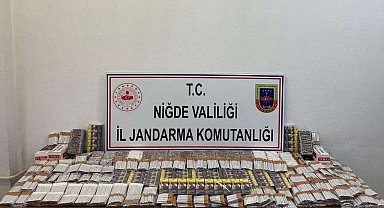 T.C.
NİĞDE VALİLİĞİ
İL JANDARMA KOMUTANLIĞI